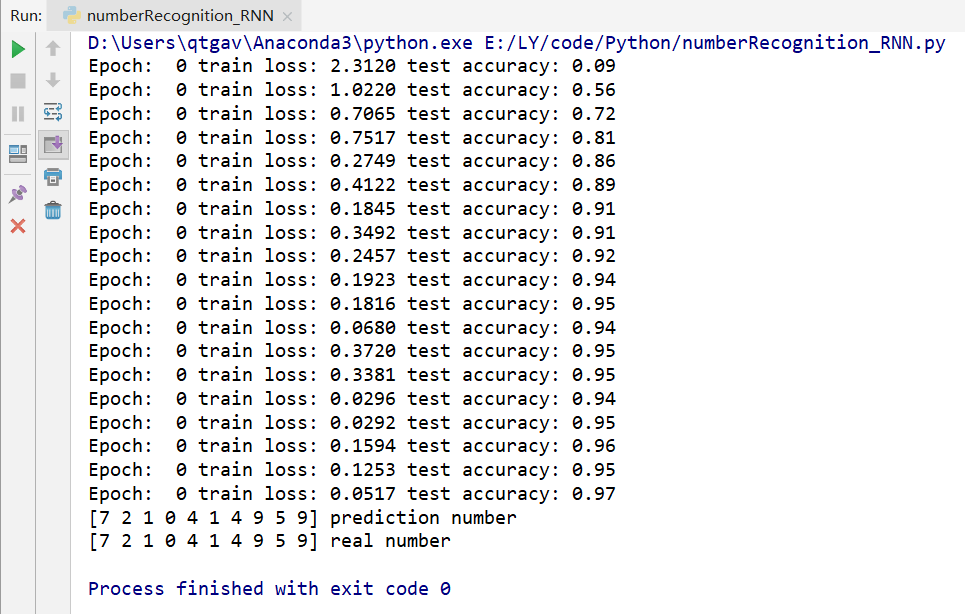 Run: numberRecognition_RNN
D:\Users\qtgav\Anaconda3\python.exe E:/LY/code/Python/numberRecognition_RNN.py
Epoch:  0 train loss: 2.3120 test accuracy: 0.09
Epoch:  0 train loss: 1.0220 test accuracy: 0.56
Epoch:  0 train loss: 0.7065 test accuracy: 0.72
Epoch:  0 train loss: 0.7517 test accuracy: 0.81
Epoch:  0 train loss: 0.2749 test accuracy: 0.86
Epoch:  0 train loss: 0.4122 test accuracy: 0.89
Epoch:  0 train loss: 0.1845 test accuracy: 0.91
Epoch:  0 train loss: 0.3492 test accuracy: 0.91
Epoch:  0 train loss: 0.2457 test accuracy: 0.92
Epoch:  0 train loss: 0.1923 test accuracy: 0.94
Epoch:  0 train loss: 0.1816 test accuracy: 0.95
Epoch:  0 train loss: 0.0680 test accuracy: 0.94
Epoch:  0 train loss: 0.3720 test accuracy: 0.95
Epoch:  0 train loss: 0.3381 test accuracy: 0.95
Epoch:  0 train loss: 0.0296 test accuracy: 0.94
Epoch:  0 train loss: 0.0292 test accuracy: 0.95
Epoch:  0 train loss: 0.1594 test accuracy: 0.96
Epoch:  0 train loss: 0.1253 test accuracy: 0.95
Epoch:  0 train loss: 0.0517 test accuracy: 0.97
[7 2 1 0 4 1 4 9 5 9] prediction number
[7 2 1 0 4 1 4 9 5 9] real number
Process finished with exit code 0